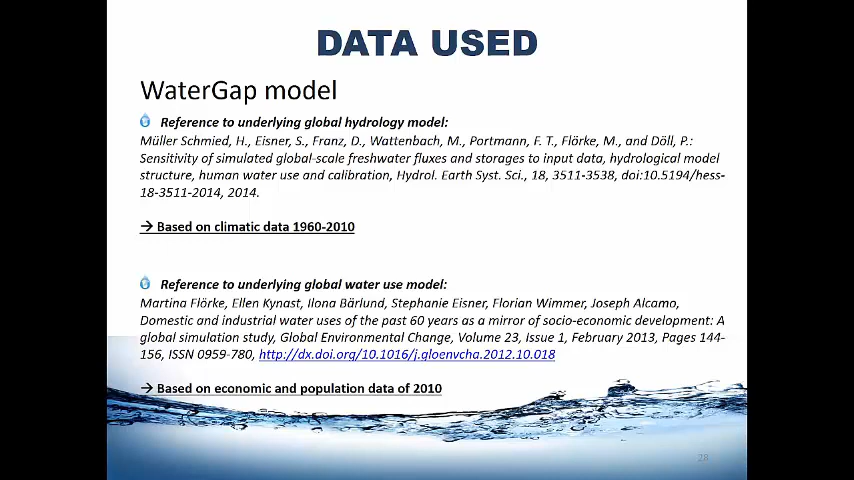 DATA USED
WaterGap model
Reference to underlying global hydrology model:
Müller Schmied, H., Eisner, S., Franz, D., Wattenbach, M., Portmann, F. T., Flörke, M., and Döll, P.:
Sensitivity of simulated global-scale freshwater fluxes and storages to input data, hydrological model
structure, human water use and calibration, Hydrol. Earth Syst. Sci., 18, 3511-3538, doi:10.5194/hess-
18-3511-2014, 2014.
→ Based on climatic data 1960-2010
Reference to underlying global water use model:
Martina Flörke, Ellen Kynast, Ilona Bärlund, Stephanie Eisner, Florian Wimmer, Joseph Alcamo,
Domestic and industrial water uses of the past 60 years as a mirror of socio-economic development: A
global simulation study, Global Environmental Change, Volume 23, Issue 1, February 2013, Pages 144-
156, ISSN 0959-780, http://dx.doi.org/10.1016/j.gloenvcha.2012.10.018
→ Based on economic and population data of 2010
28